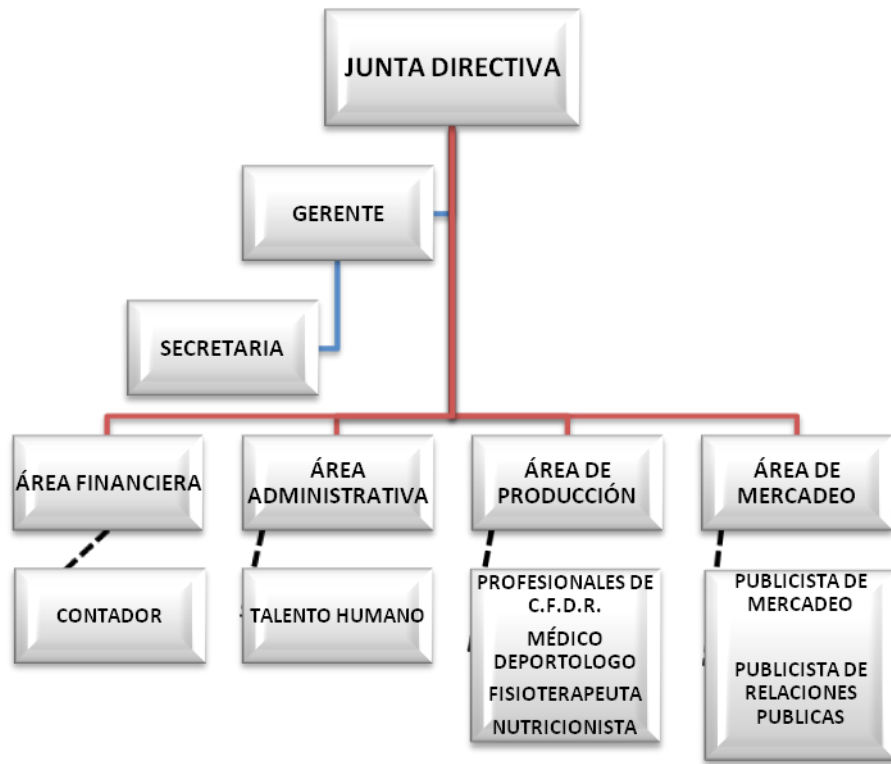 JUNTA DIRECTIVA
GERENTE
SECRETARIA
ÁREA FINANCIERA
ÁREA
ADMINISTRATIVA
ÁREA DE
PRODUCCIÓN
ÁREA DE
MERCADEO
CONTADOR
TALENTO HUMANO
PROFESIONALES DE
C.F.D.R.
MÉDICO
DEPORTOLOGO
FISIOTERAPEUTA
NUTRICIONISTA
PUBLICISTA DE
MERCADEO
PUBLICISTA DE
RELACIONES
PUBLICAS